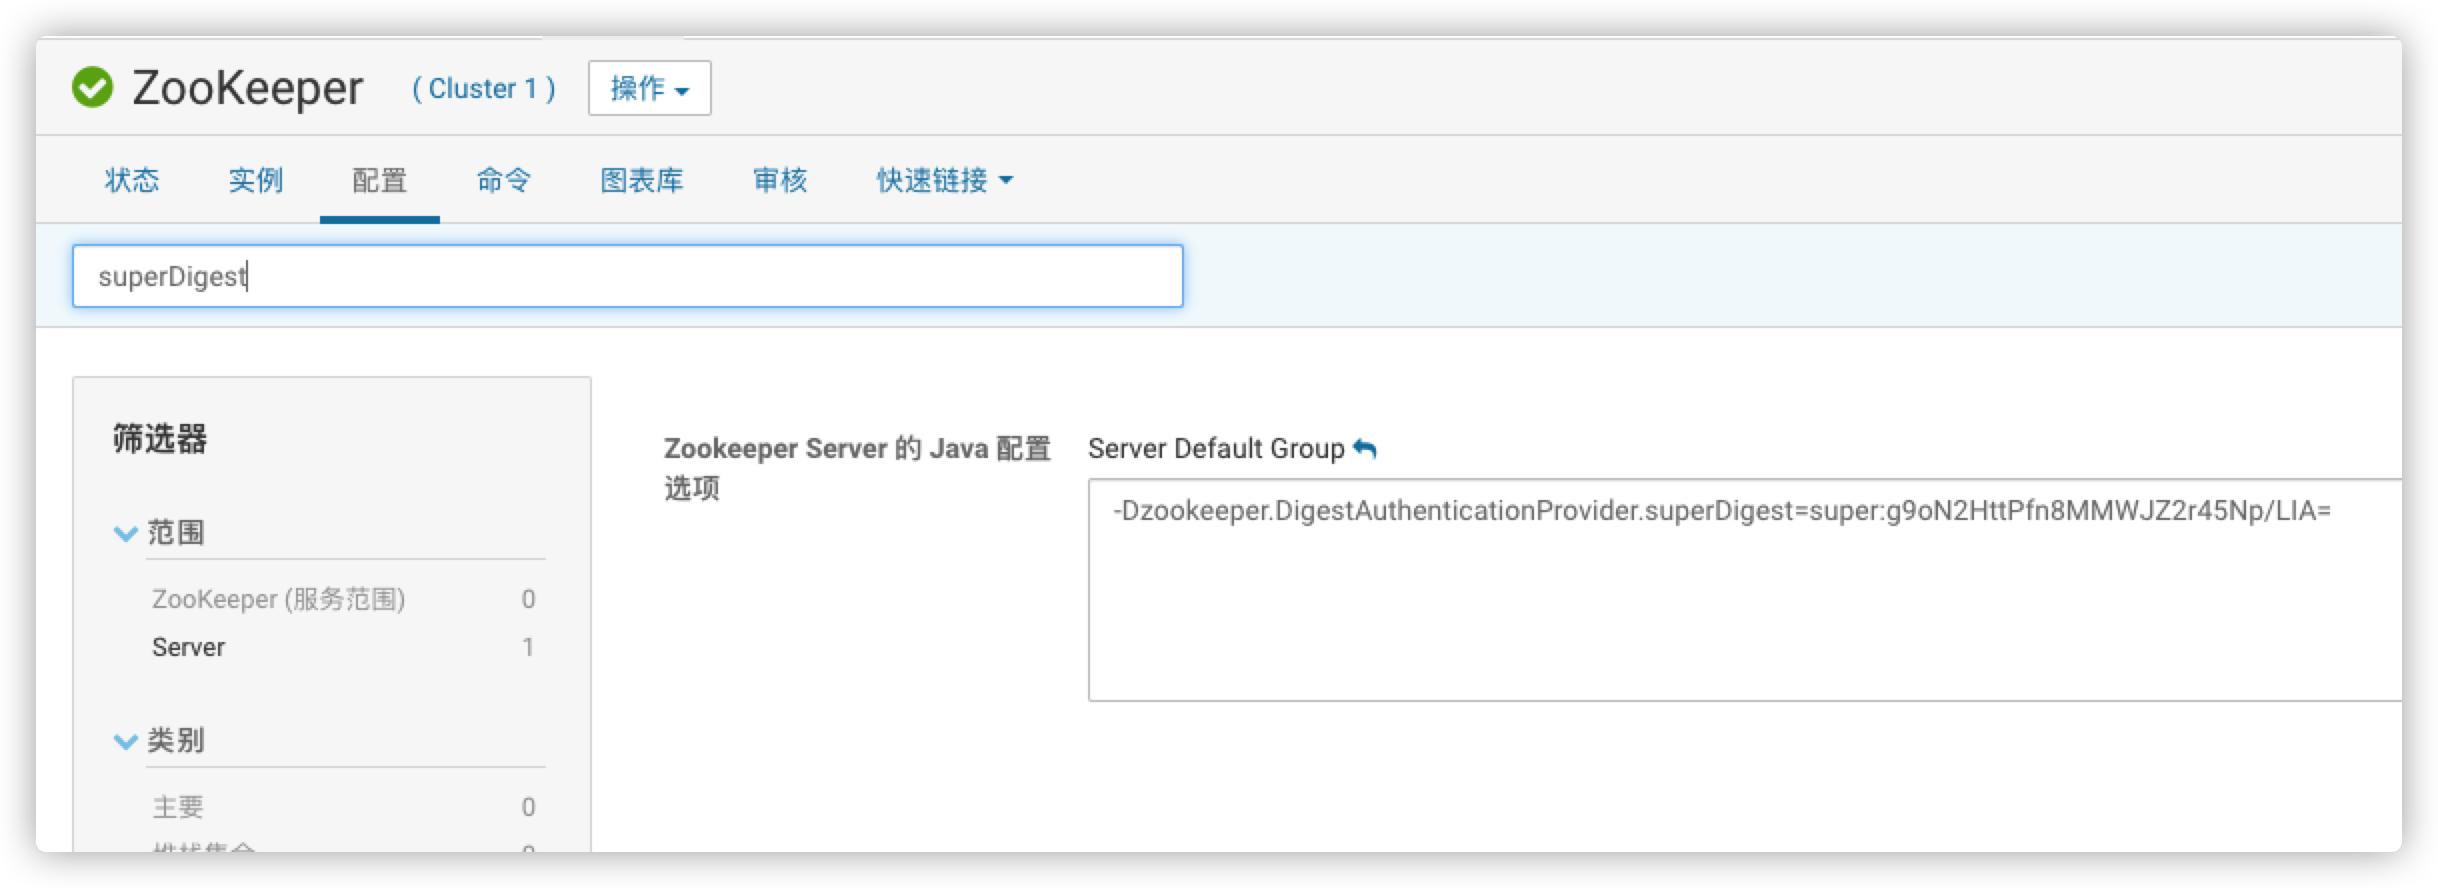 ZooKeeper ( Cluster 1 ) 操作
状态 实例 配置 命令 图表库 审核 快速链接
superDigest
筛选器
范围
ZooKeeper (服务范围) 0
Server 1
类别
主要 0
Zookeeper Server 的 Java 配置
选项
Server Default Group
-Dzookeeper.DigestAuthenticationProvider.superDigest=super:g9oN2HttPfn8MMWJZ2r45Np/LIA=